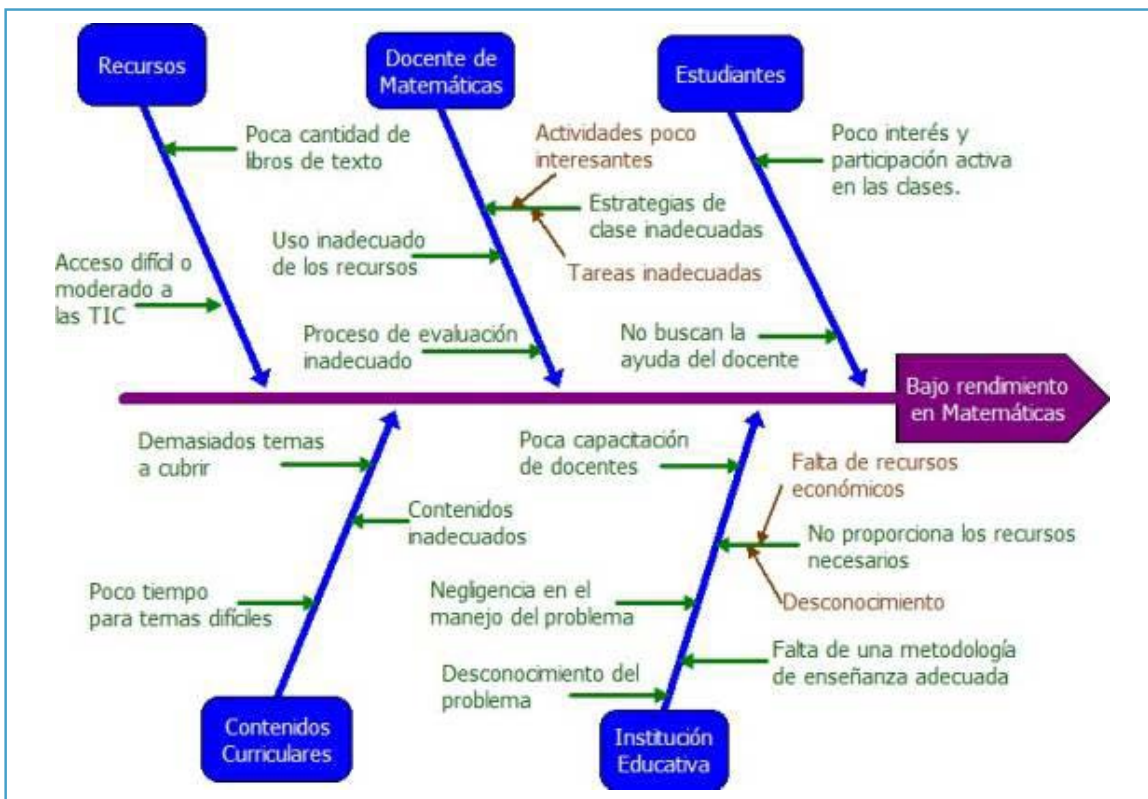 Recursos
Docente de
Matemáticas
Estudiantes
Poca cantidad de
libros de texto
Actividades poco
interesantes
Poco interés y
participación activa
en las clases.
Estrategias de
clase inadecuadas
Uso inadecuado
de los recursos
Tareas inadecuadas
Acceso difícil o
moderado a
las TIC
Proceso de evaluación
inadecuado
No buscan la
ayuda del docente
Bajo rendimiento
en Matemáticas
Demasiados temas
a cubrir
Poca capacitación
de docentes
Falta de recursos
económicos
Contenidos
inadecuados
No proporciona los recursos
necesarios
Poco tiempo
para temas difíciles
Negligencia en el
manejo del problema
Desconocimiento
Falta de una metodología
de enseñanza adecuada
Desconocimiento del
problema
Contenidos
Curriculares
Institución
Educativa